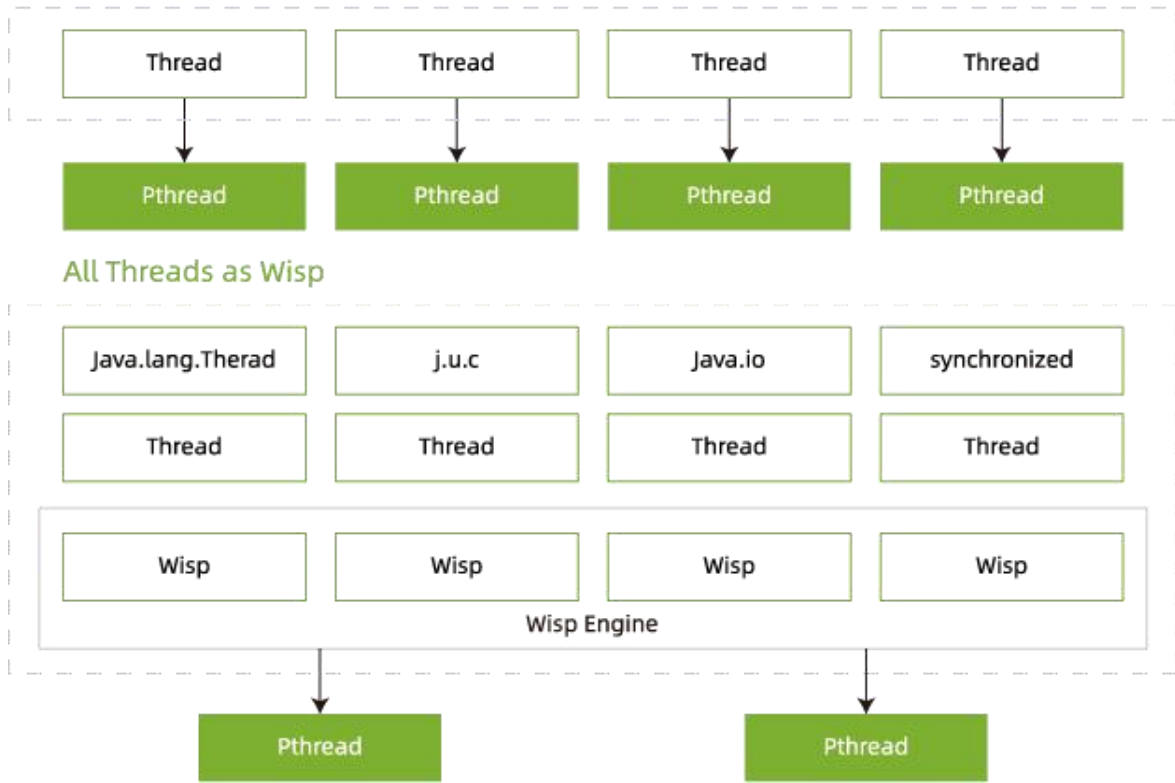 Thread Thread Thread Thread
Pthread Pthread Pthread Pthread
All Threads as Wisp
Java.lang.Therad j.u.c Java.io synchronized
Thread Thread Thread Thread
Wisp Wisp Wisp Wisp
Wisp Engine
Pthread Pthread